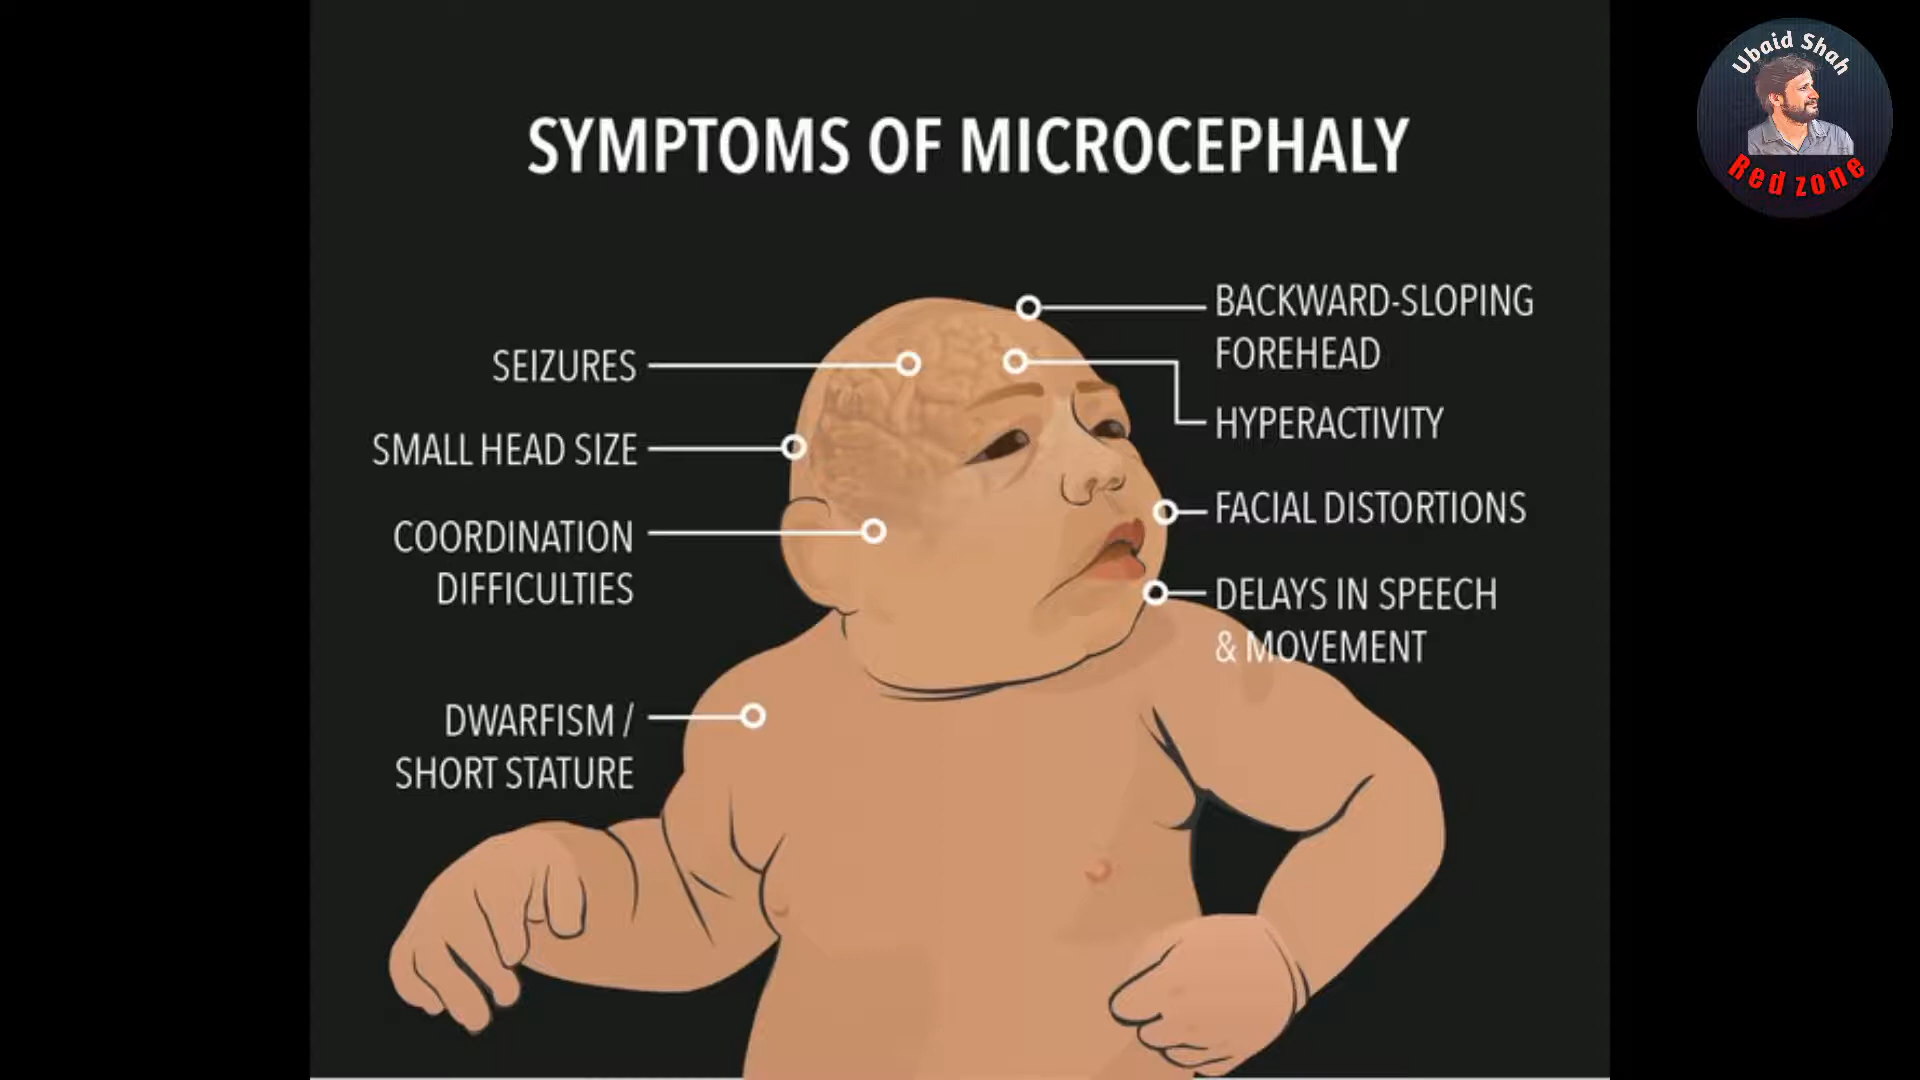 SYMPTOMS OF MICROCEPHALY
SEIZURES
SMALL HEAD SIZE
COORDINATION
DIFFICULTIES
DWARFISM /
SHORT STATURE
BACKWARD-SLOPING
FOREHEAD
HYPERACTIVITY
FACIAL DISTORTIONS
DELAYS IN SPEECH
& MOVEMENT
Ubaid Shah
Red zone